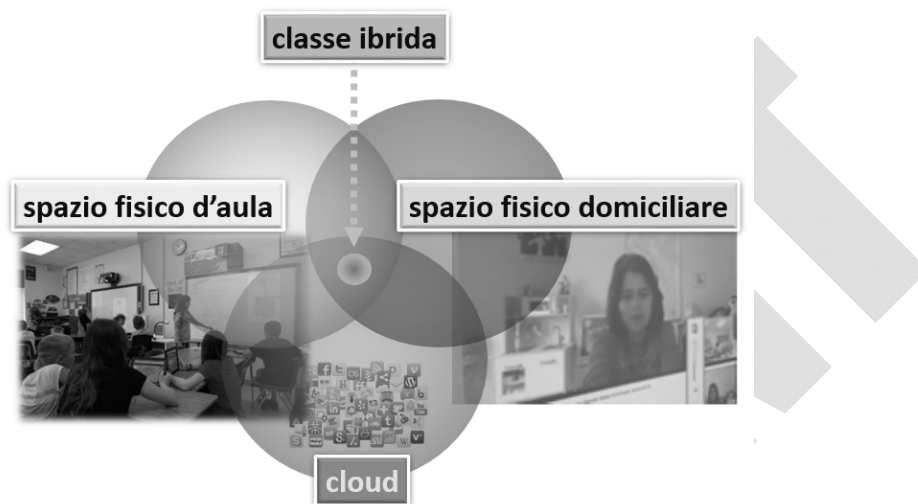 classe ibrida
spazio fisico d'aula
spazio fisico domiciliare
cloud